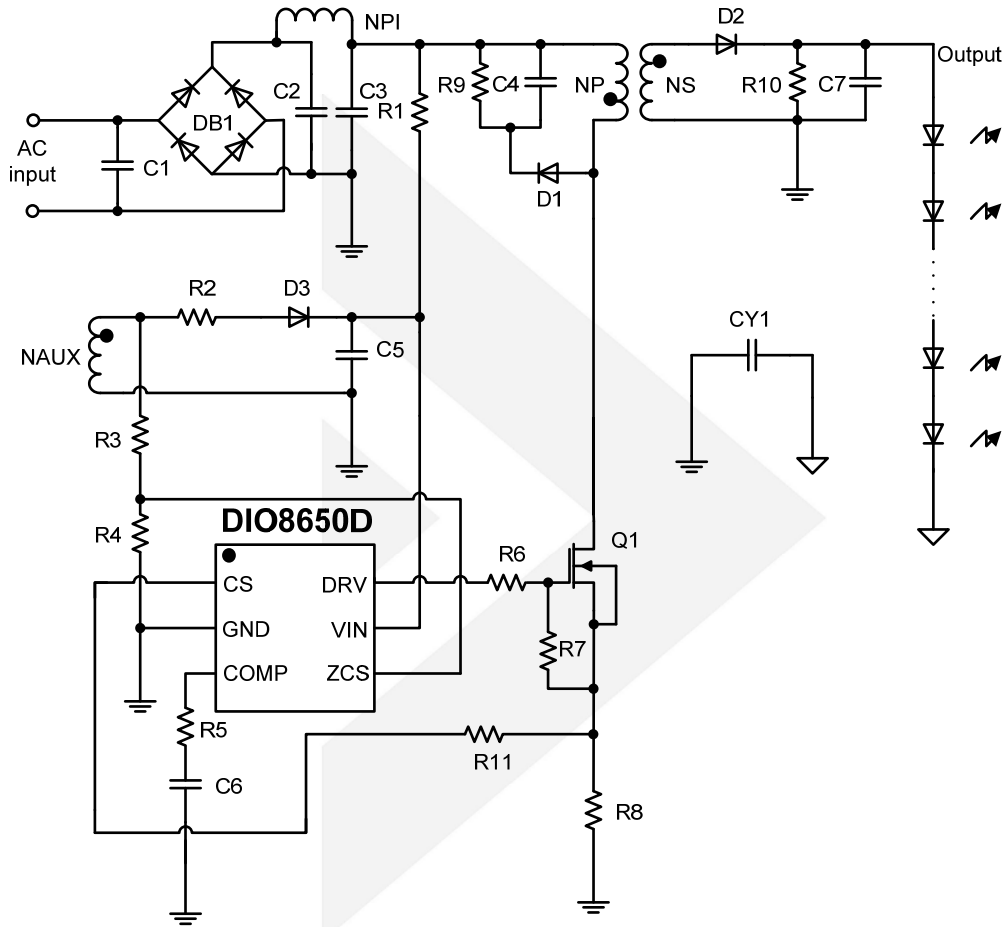 NPI
D2
C2
C3
R1
R9
C4
NP
NS
R10
C7
Output
DB1
AC
input
C1
D1
R2
D3
NAUX
C5
CY1
R3
R4
DIO8650D
CS
DRV
GND
VIN
COMP
ZCS
R6
Q1
R7
R5
R11
C6
R8